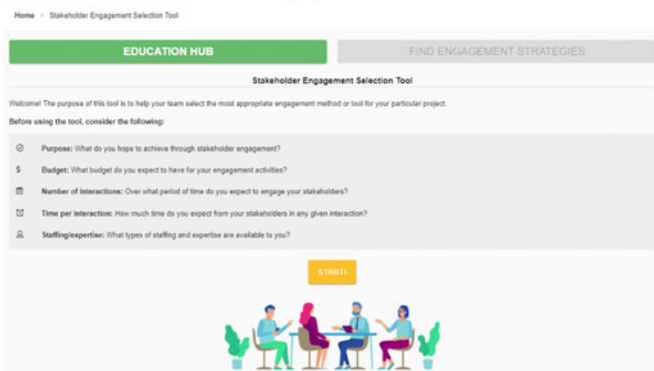 Home > Stakeholder Engagement Selection Tool
EDUCATION HUB
FIND ENGAGEMENT STRATEGIES
Stakeholder Engagement Selection Tool
Welcome! The purpose of this tool is to help your team select the most appropriate engagement method or tool for your particular project.
Before using the tool, consider the following:
Purpose: What do you hope to achieve through stakeholder engagement?
Budget: What budget do you expect to have for your engagement activities?
Number of interactions: Over what period of time do you expect to engage your stakeholders?
Time per interaction: How much time do you expect from your stakeholders in any given interaction?
Staffing/expertise: What types of staffing and expertise are available to you?
START!